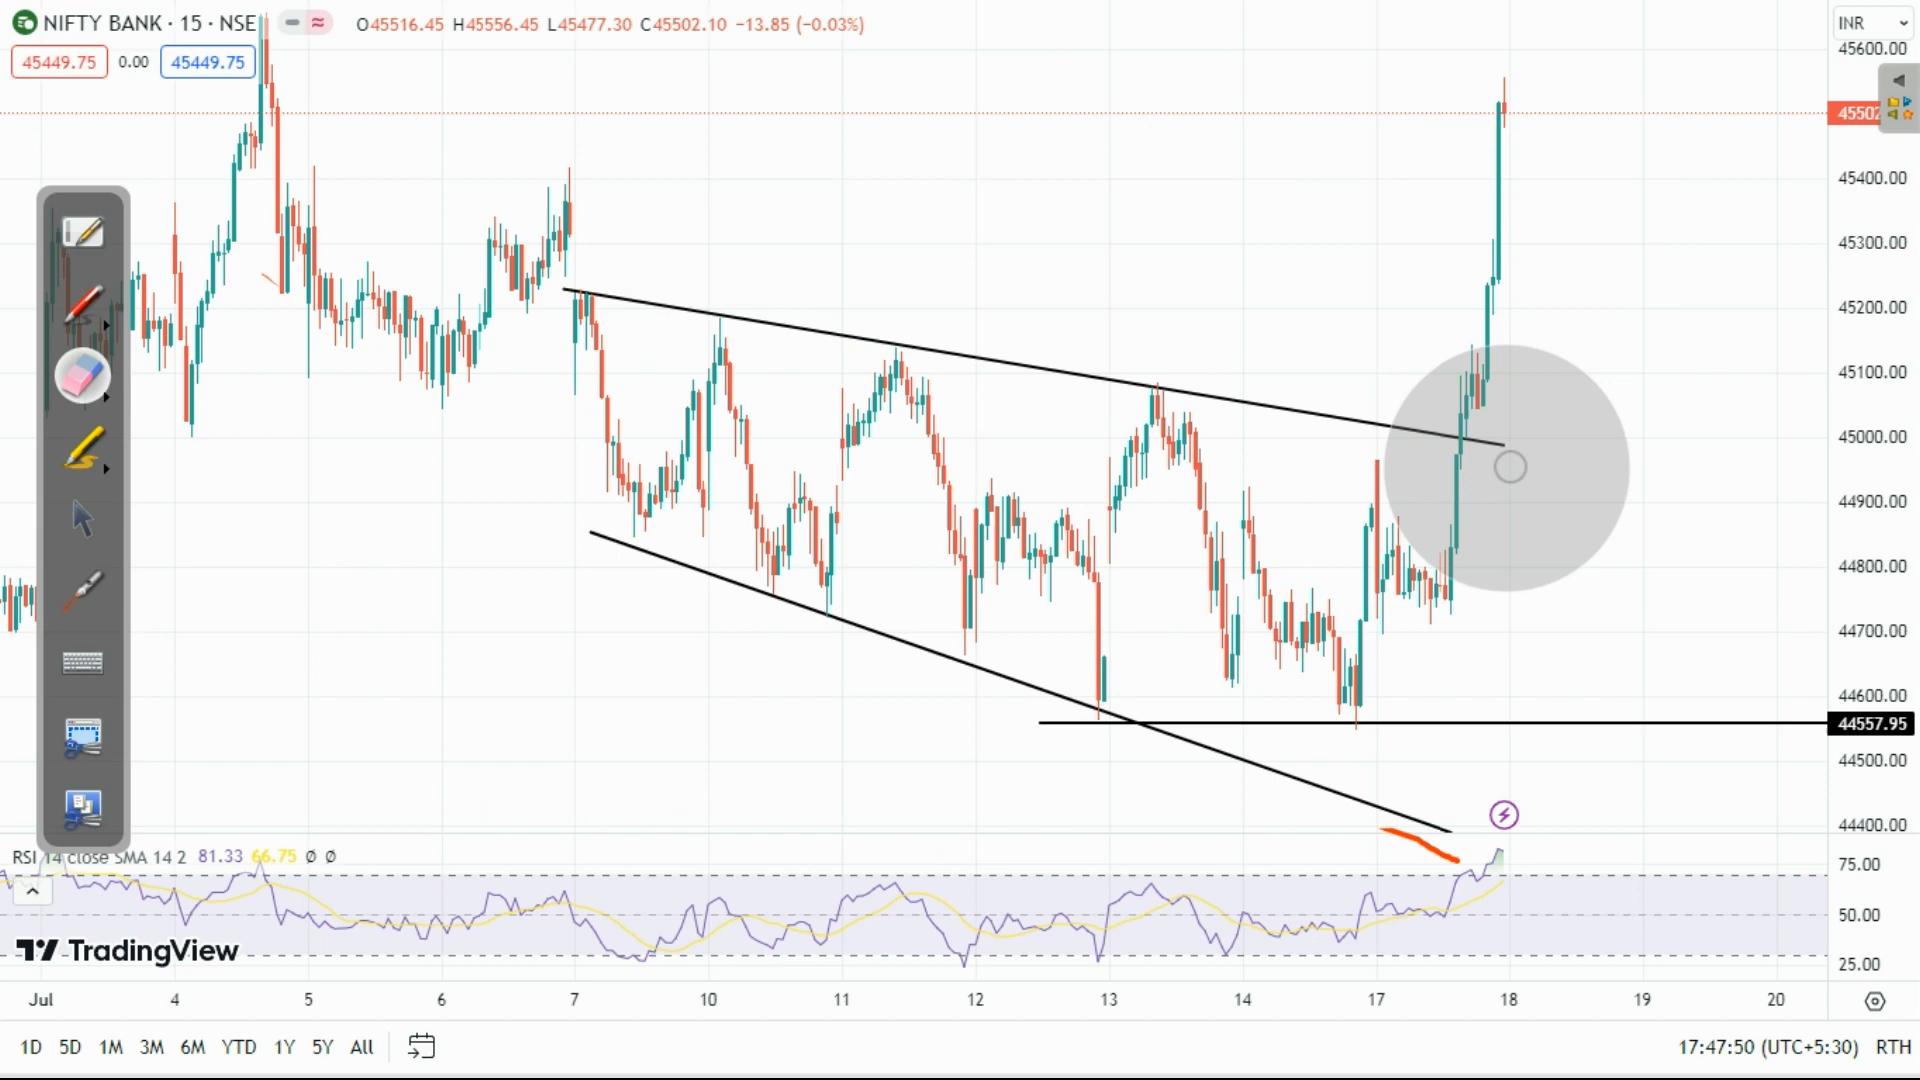 NIFTY BANK · 15 · NSE
O45516.45 H45556.45 L45477.30 C45502.10 −13.85 (−0.03%)
INR
45449.75 0.00 45449.75
45600.00
45502
45400.00
45300.00
45200.00
45100.00
45000.00
44900.00
44800.00
44700.00
44600.00
44557.95
44500.00
44400.00
RSI 14 close SMA 14 2 81.33 66.75 Ø Ø
75.00
50.00
25.00
TradingView
Jul 4 5 6 7 10 11 12 13 14 17 18 19 20
1D 5D 1M 3M 6M YTD 1Y 5Y All
17:47:50 (UTC+5:30) RTH